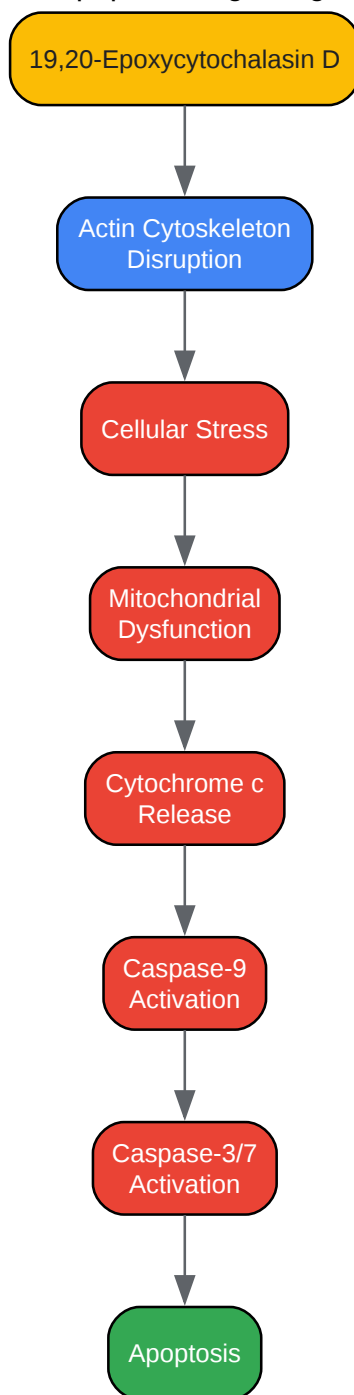 19,20-Epoxycytochalasin D
Actin Cytoskeleton
Disruption
Cellular Stress
Mitochondrial
Dysfunction
Cytochrome c
Release
Caspase-9
Activation
Caspase-3/7
Activation
Apoptosis